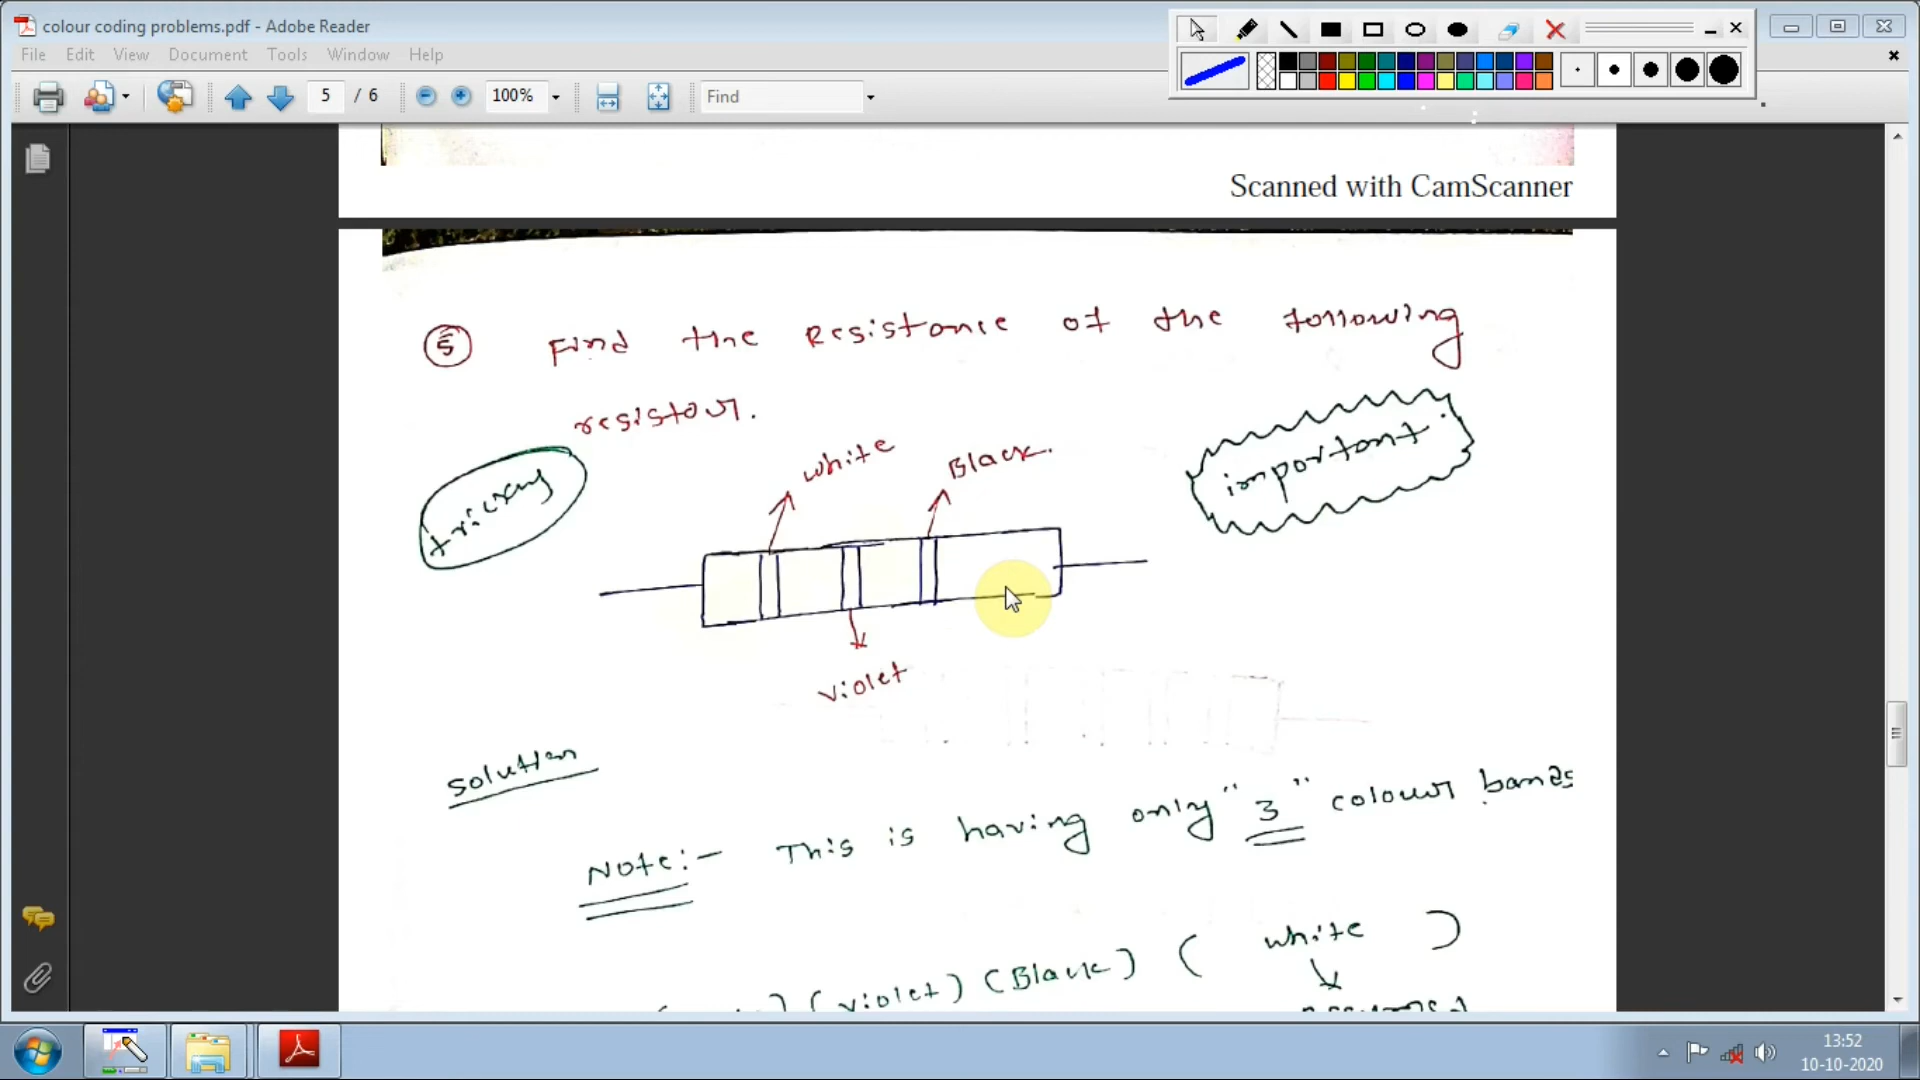 colour coding problems.pdf - Adobe Reader
File Edit View Document Tools Window Help
5 / 6 100% Find
Scanned with CamScanner
5 Find the Resistance of the following
resistor.
tricky
White
Black.
important.
violet
Solution
Note:- This is having only "3" colour bands
(violet) (Black) ( white )
13:52
10-10-2020